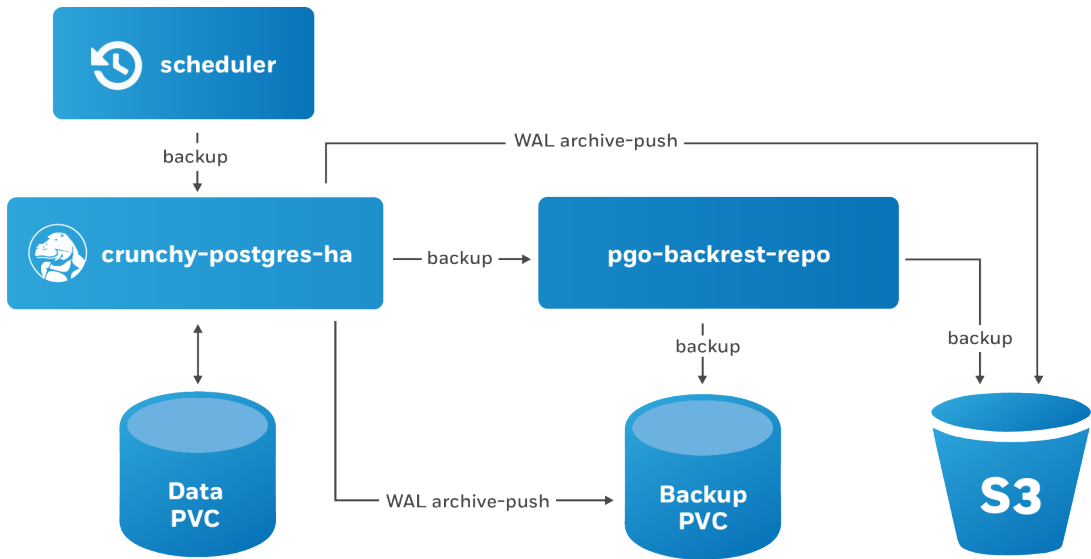 scheduler
WAL archive-push
backup
crunchy-postgres-ha
backup
pgo-backrest-repo
backup
backup
Data
PVC
WAL archive-push
Backup
PVC
S3